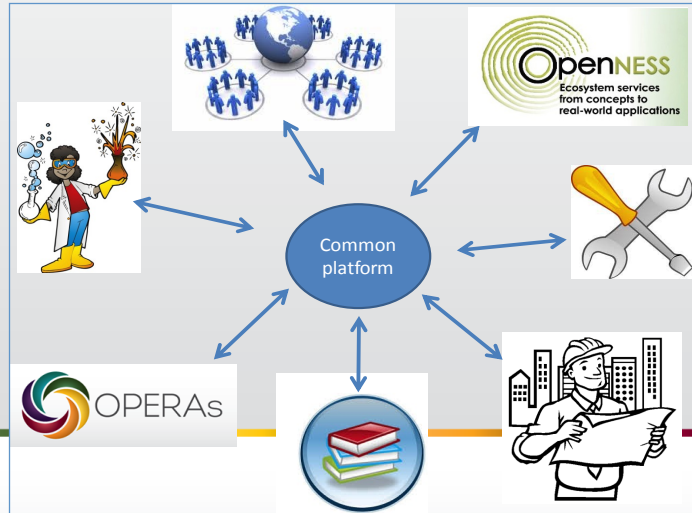 OpenNESS
Ecosystem services
from concepts to
real-world applications
Common
platform
OPERAs